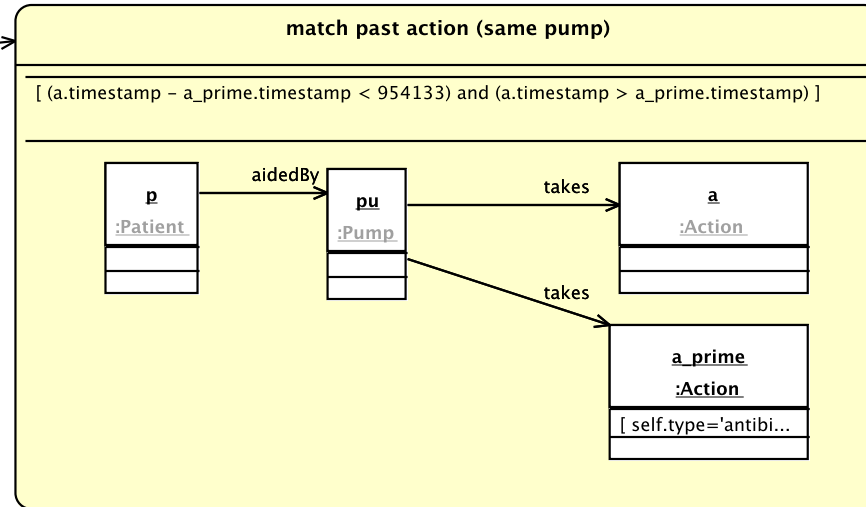 match past action (same pump)
[ (a.timestamp - a_prime.timestamp < 954133) and (a.timestamp > a_prime.timestamp) ]
aidedBy
takes
p
:Patient
pu
:Pump
a
:Action
takes
a_prime
:Action
[ self.type='antibi...